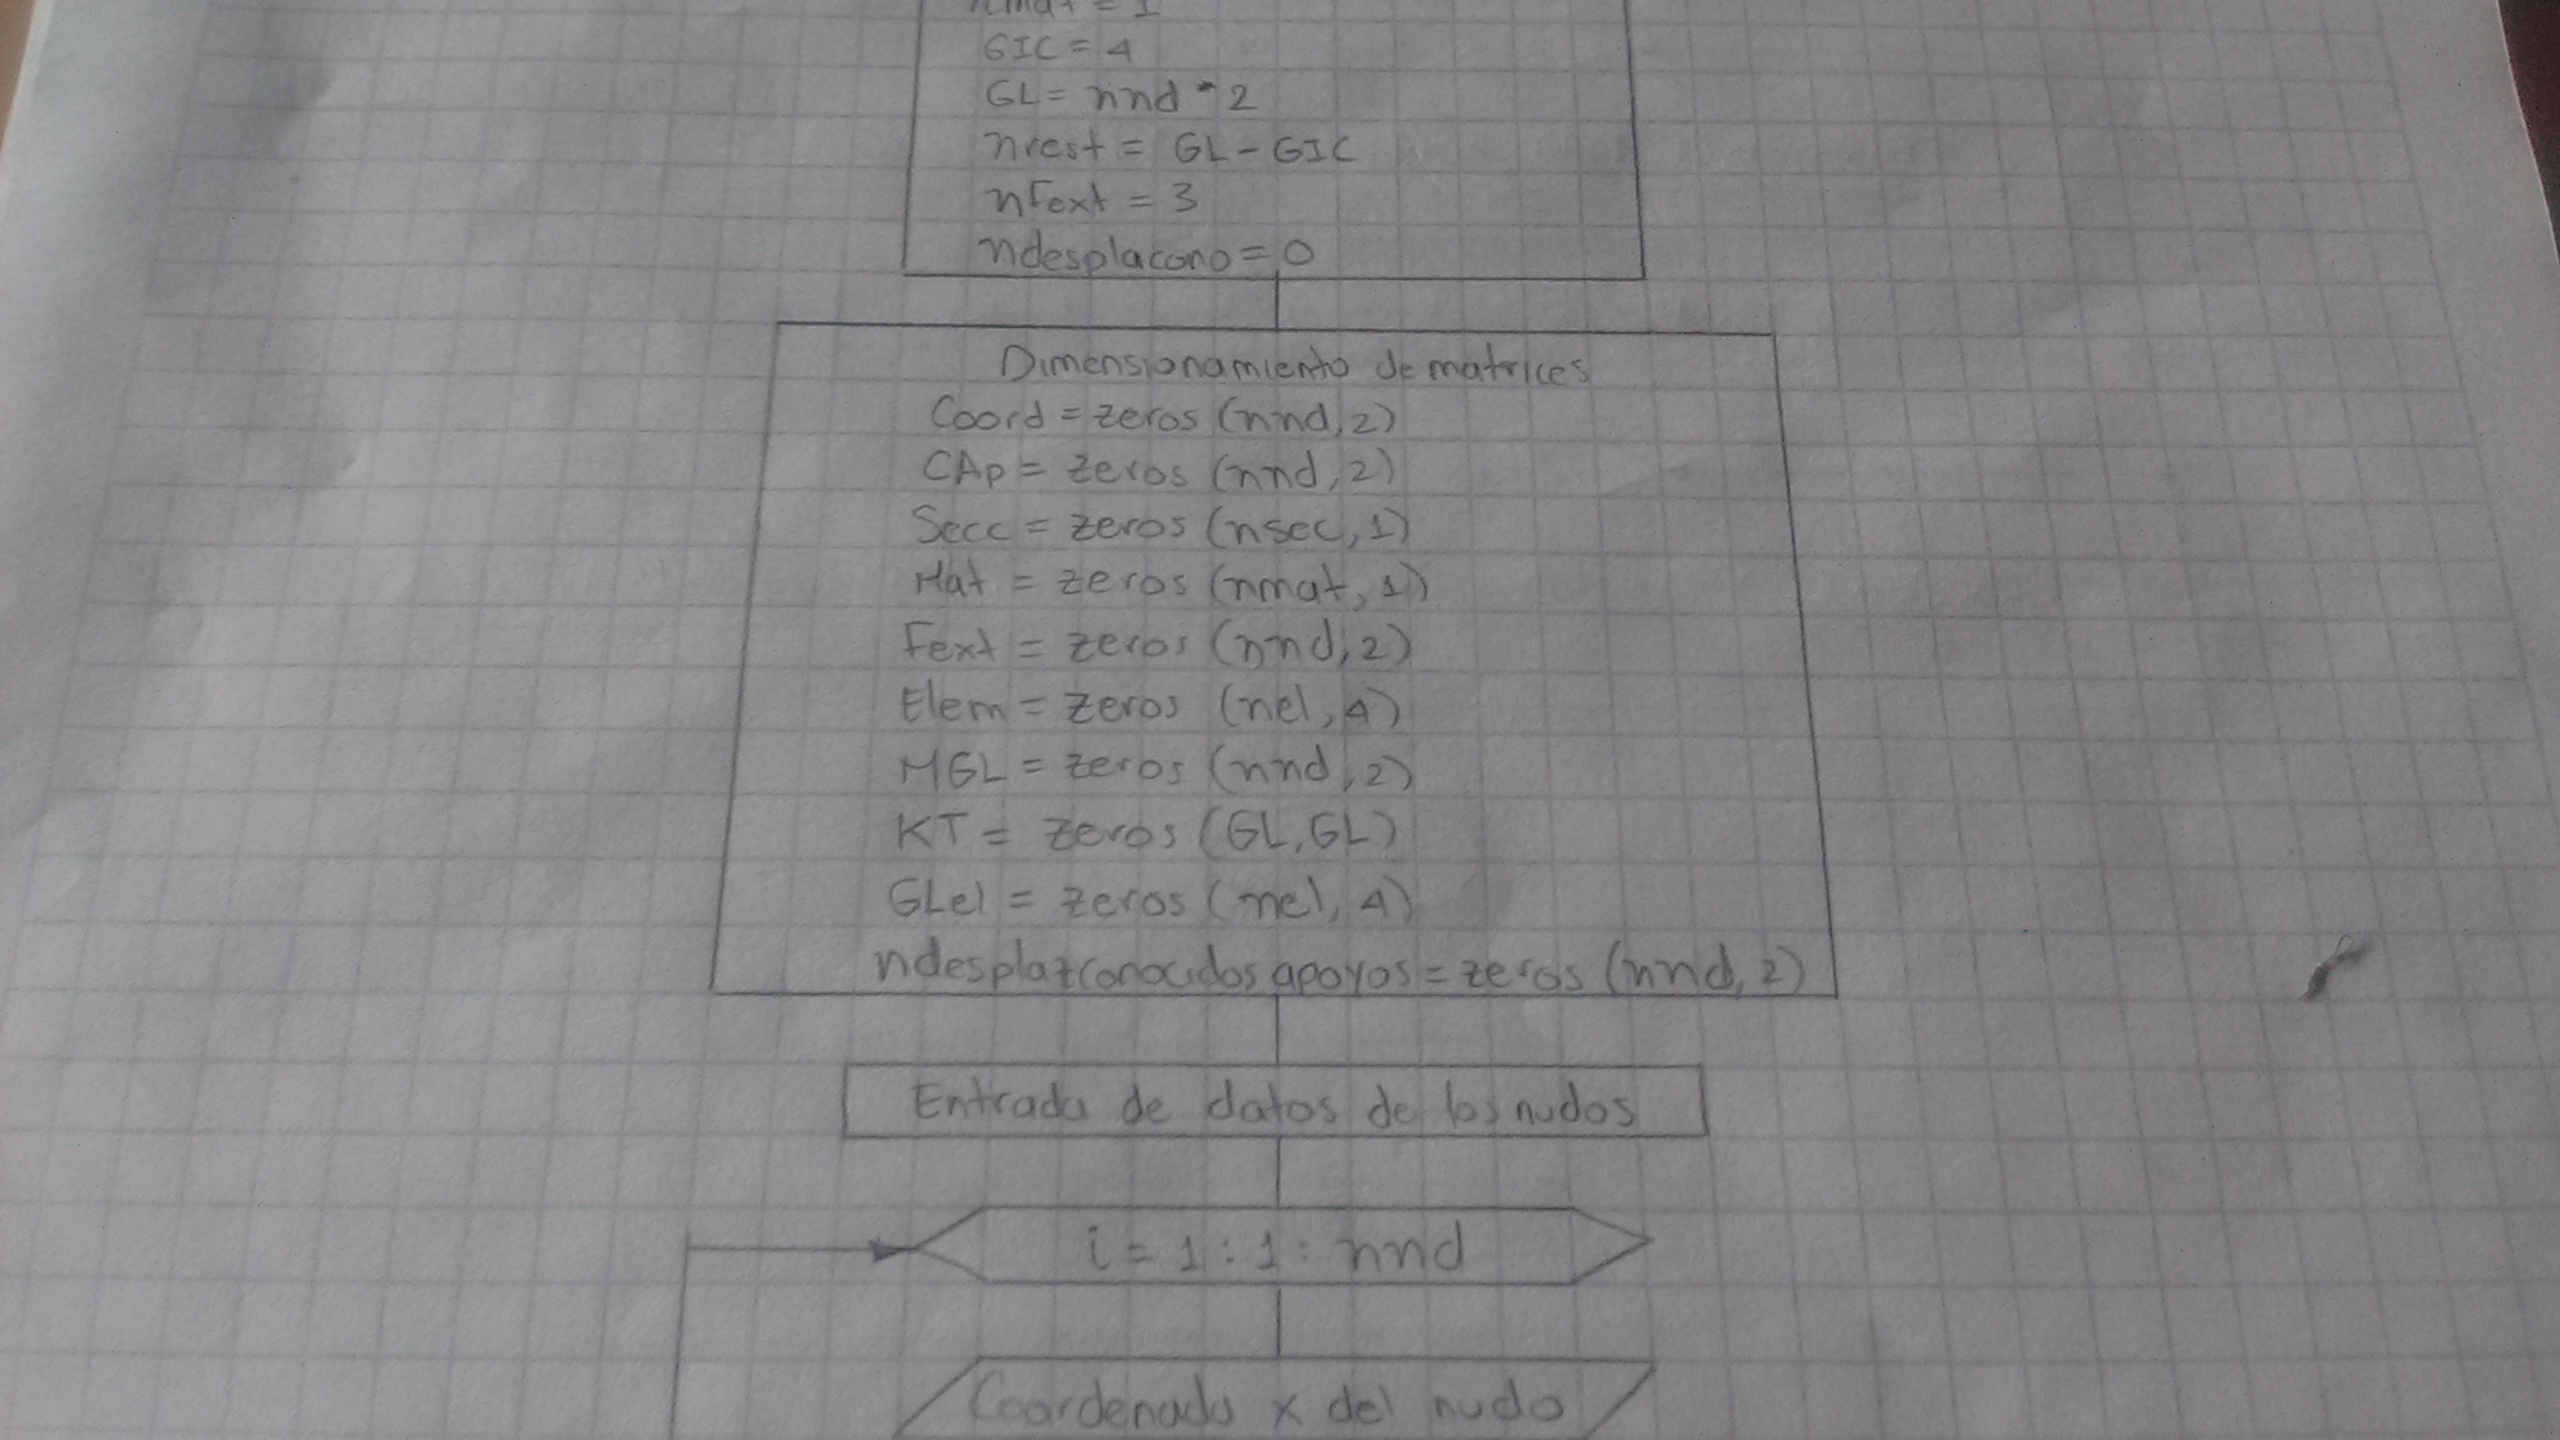 nmat = 1
GIC = 4
GL = nnd * 2
nrest = GL - GIC
nFext = 3
ndesplacono = 0
Dimensionamiento de matrices
Coord = zeros (nnd, 2)
CAp = zeros (nnd, 2)
Secc = zeros (nsec, 1)
Mat = zeros (nmat, 1)
Fext = zeros (nnd, 2)
Elem = zeros (nel, 4)
MGL = zeros (nnd, 2)
KT = zeros (GL, GL)
GLel = zeros (nel, 4)
ndesplazconocidos apoyos = zeros (nnd, 2)
Entrada de datos de los nudos
i = 1 : 1 : nnd
Coordenada x del nudo